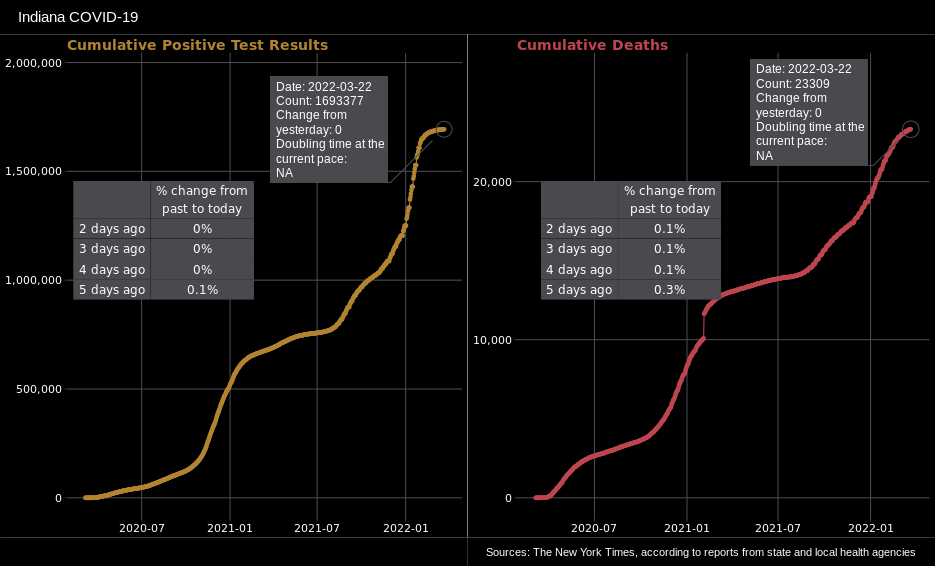 Indiana COVID-19
Cumulative Positive Test Results
2,000,000
1,500,000
1,000,000
500,000
0
Date: 2022-03-22
Count: 1693377
Change from
yesterday: 0
Doubling time at the
current pace:
NA
% change from
past to today
2 days ago 0%
3 days ago 0%
4 days ago 0%
5 days ago 0.1%
2020-07 2021-01 2021-07 2022-01
Cumulative Deaths
20,000
10,000
0
Date: 2022-03-22
Count: 23309
Change from
yesterday: 0
Doubling time at the
current pace:
NA
% change from
past to today
2 days ago 0.1%
3 days ago 0.1%
4 days ago 0.1%
5 days ago 0.3%
2020-07 2021-01 2021-07 2022-01
Sources: The New York Times, according to reports from state and local health agencies